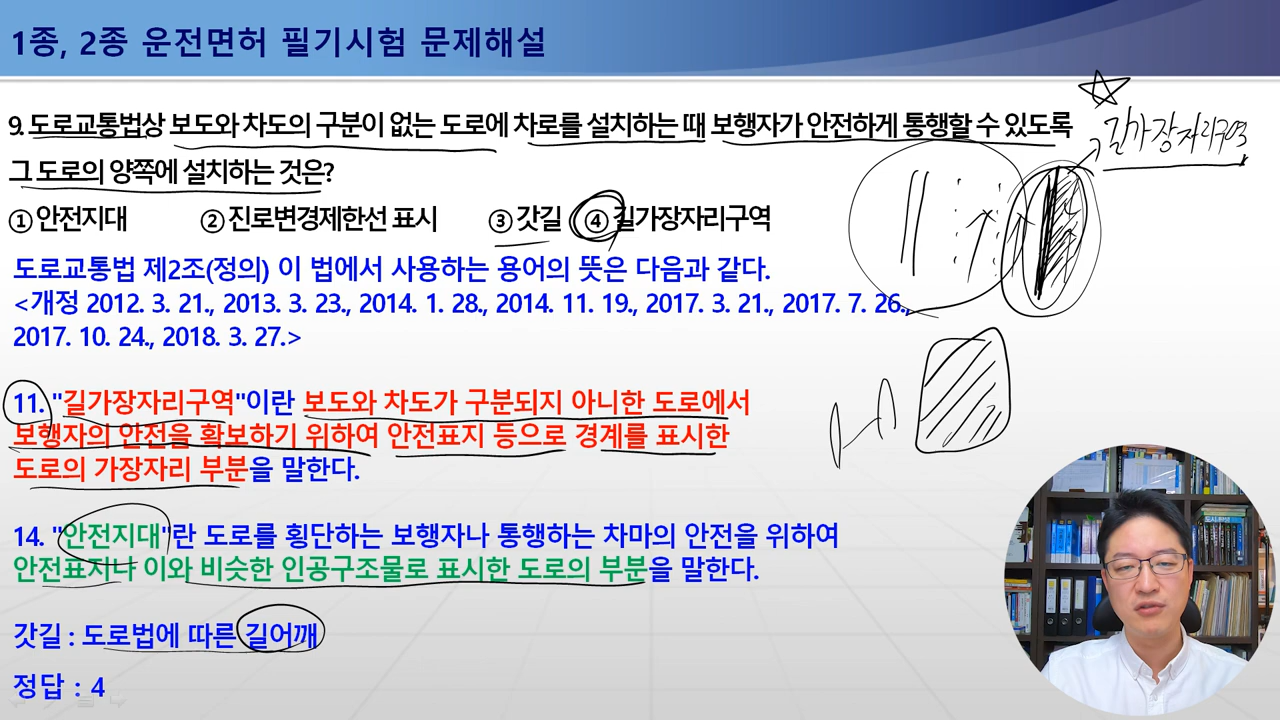 1종, 2종 운전면허 필기시험 문제해설
9. 도로교통법상 보도와 차도의 구분이 없는 도로에 차로를 설치하는 때 보행자가 안전하게 통행할 수 있도록
그 도로의 양쪽에 설치하는 것은?
① 안전지대 ② 진로변경제한선 표시 ③ 갓길 ④ 길가장자리구역
길가장자리구역
도로교통법 제2조(정의) 이 법에서 사용하는 용어의 뜻은 다음과 같다.
<개정 2012. 3. 21., 2013. 3. 23., 2014. 1. 28., 2014. 11. 19., 2017. 3. 21., 2017. 7. 26.,
2017. 10. 24., 2018. 3. 27.>
11. "길가장자리구역"이란 보도와 차도가 구분되지 아니한 도로에서
보행자의 안전을 확보하기 위하여 안전표지 등으로 경계를 표시한
도로의 가장자리 부분을 말한다.
14. "안전지대"란 도로를 횡단하는 보행자나 통행하는 차마의 안전을 위하여
안전표지나 이와 비슷한 인공구조물로 표시한 도로의 부분을 말한다.
갓길 : 도로법에 따른 길어깨
정답 : 4